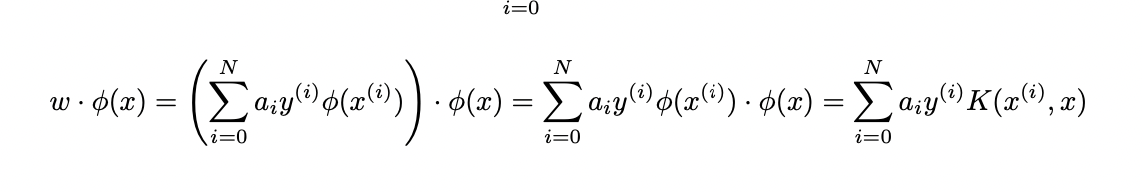 i=0
w · ϕ(x) = (∑_{i=0}^{N} a_i y^{(i)} ϕ(x^{(i)})) · ϕ(x) = ∑_{i=0}^{N} a_i y^{(i)} ϕ(x^{(i)}) · ϕ(x) = ∑_{i=0}^{N} a_i y^{(i)} K(x^{(i)}, x)